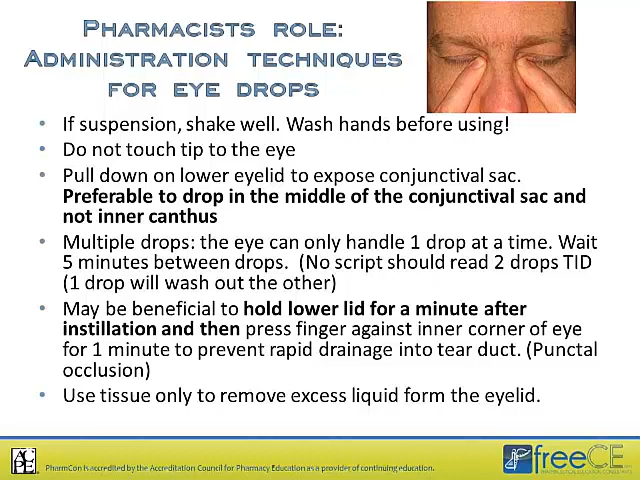 PHARMACISTS ROLE:
ADMINISTRATION TECHNIQUES
FOR EYE DROPS
• If suspension, shake well. Wash hands before using!
• Do not touch tip to the eye
• Pull down on lower eyelid to expose conjunctival sac.
Preferable to drop in the middle of the conjunctival sac and
not inner canthus
• Multiple drops: the eye can only handle 1 drop at a time. Wait
5 minutes between drops. (No script should read 2 drops TID
(1 drop will wash out the other)
• May be beneficial to hold lower lid for a minute after
instillation and then press finger against inner corner of eye
for 1 minute to prevent rapid drainage into tear duct. (Punctal
occlusion)
• Use tissue only to remove excess liquid form the eyelid.
ACPE
PharmCon is accredited by the Accreditation Council for Pharmacy Education as a provider of continuing education.
freeCE